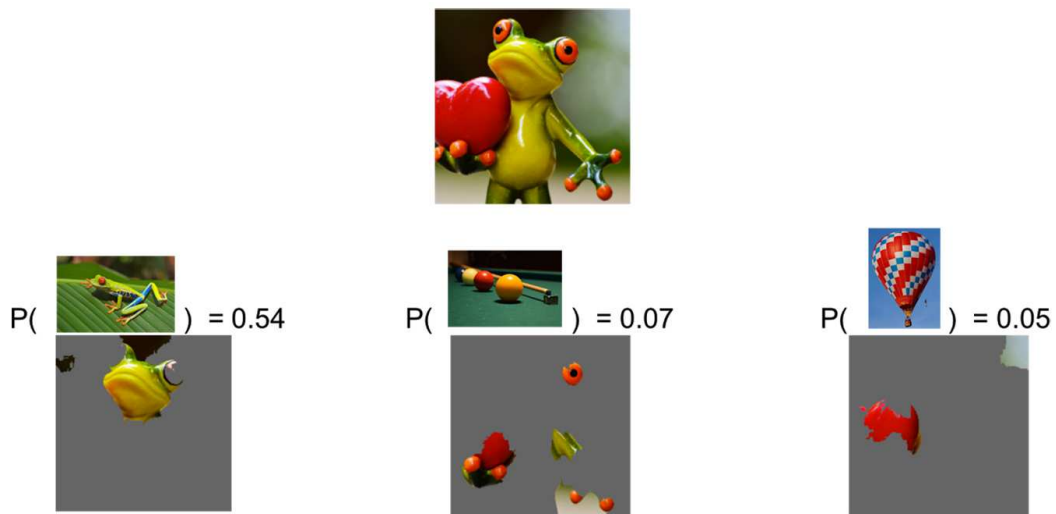 P( ) = 0.54
P( ) = 0.07
P( ) = 0.05